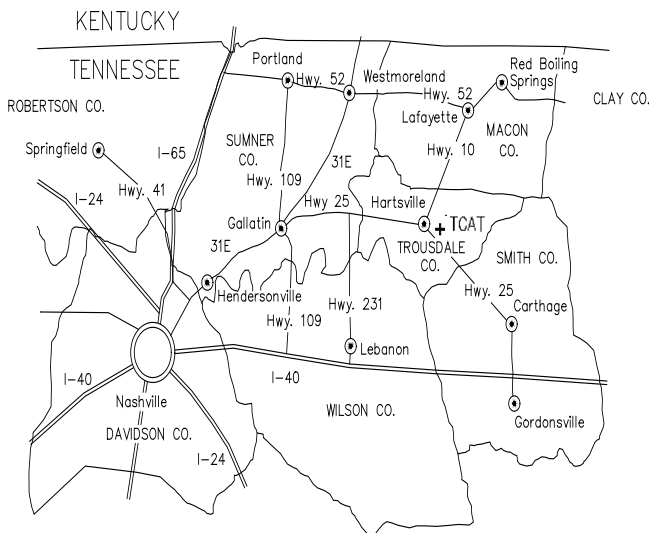 KENTUCKY
TENNESSEE
ROBERTSON CO.
Springfield
Hwy. 41
I-65
I-24
Portland
Hwy. 52
Westmoreland
Hwy. 52
Red Boiling
Springs
CLAY CO.
Lafayette
MACON
CO.
Hwy. 10
SUMNER
CO.
31E
Hwy. 109
Hwy 25
Hartsville
TCAT
Gallatin
31E
TROUSDALE
CO.
SMITH CO.
Hwy. 25
Hendersonville
Hwy. 109
Hwy. 231
Carthage
Lebanon
I-40
I-40
Nashville
DAVIDSON CO.
I-24
WILSON CO.
Gordonsville